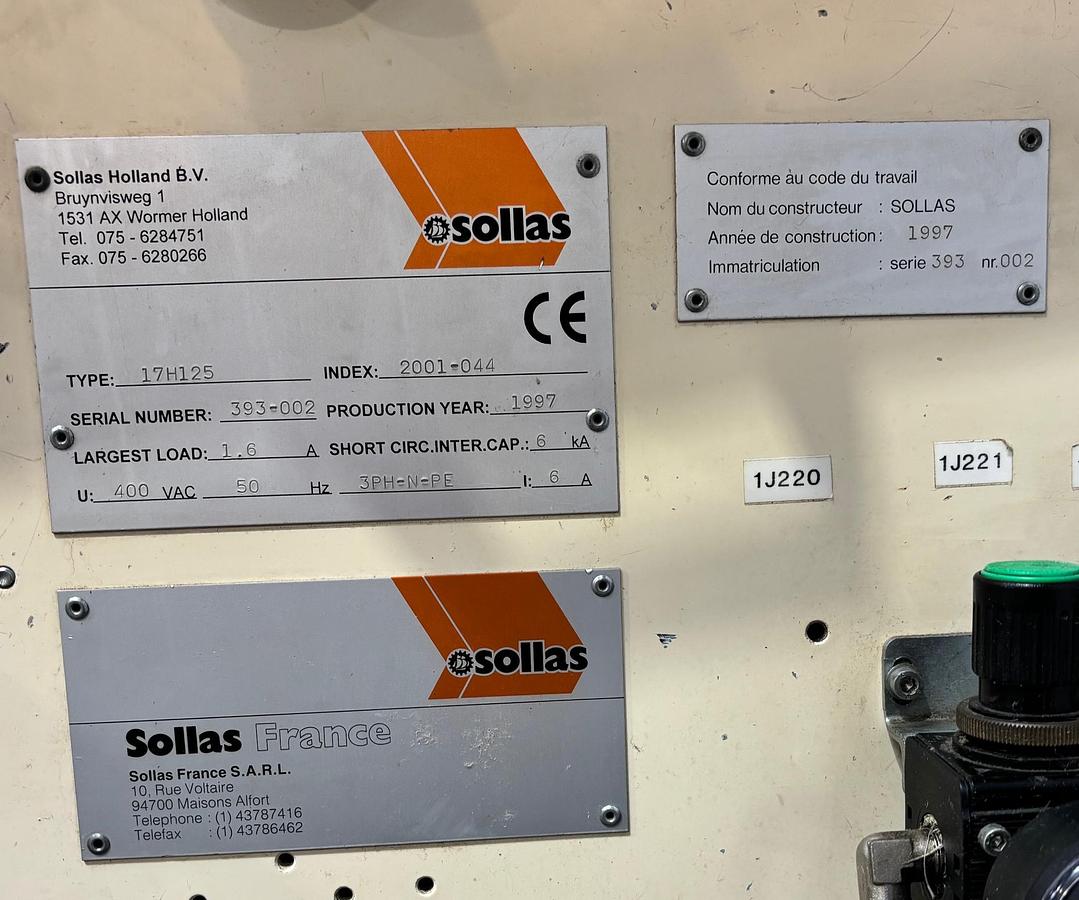 Sollas Holland B.V.
Bruynvisweg 1
1531 AX Wormer Holland
Tel. 075 - 6284751
Fax. 075 - 6280266
sollas
CE
TYPE: 17H125 INDEX: 2001-044
SERIAL NUMBER: 393-002 PRODUCTION YEAR: 1997
LARGEST LOAD: 1.6 A SHORT CIRC.INTER.CAP.: 6 kA
U: 400 VAC 50 Hz 3PH-N-PE I: 6 A
Conforme àu code du travail
Nom du constructeur : SOLLAS
Année de construction : 1997
Immatriculation : serie 393 nr.002
1J220
1J221
sollas
Sollas France
Sollas France S.A.R.L.
10, Rue Voltaire
94700 Maisons Alfort
Telephone : (1) 43787416
Telefax : (1) 43786462